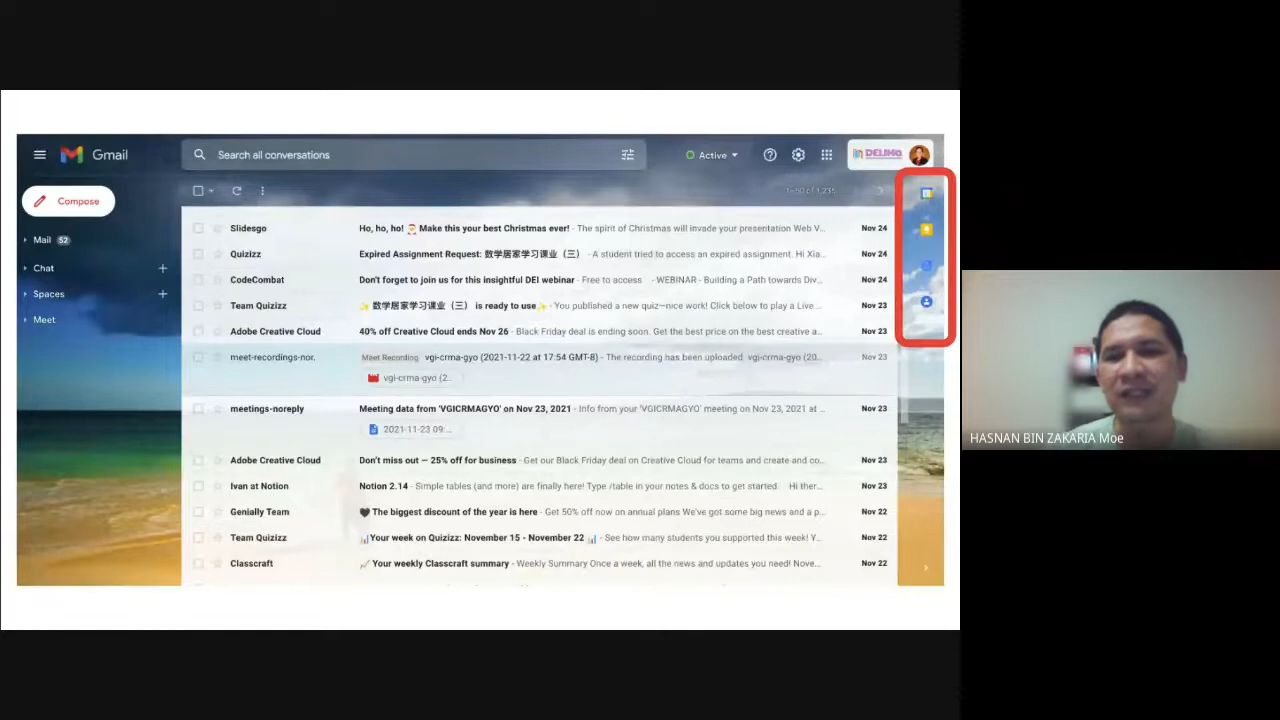 Gmail
Search all conversations
Active
DELIMa
Compose
1–50 of 1,235
Mail 52
Chat
Spaces
Meet
Slidesgo Ho, ho, ho! 🎅 Make this your best Christmas ever! - The spirit of Christmas will invade your presentation Web V... Nov 24
Quizizz Expired Assignment Request: 数学居家学习课业（三） - A student tried to access an expired assignment. Hi Xia... Nov 24
CodeCombat Don't forget to join us for this insightful DEI webinar - Free to access - WEBINAR - Building a Path towards Div... Nov 24
Team Quizizz ✨ 数学居家学习课业（三） is ready to use✨ - You published a new quiz—nice work! Click below to play a Live ... Nov 23
Adobe Creative Cloud 40% off Creative Cloud ends Nov 26 - Black Friday deal is ending soon. Get the best price on the best creative a... Nov 23
meet-recordings-nor. Meet Recording vgi-crma-gyo (2021-11-22 at 17:54 GMT-8) - The recording has been uploaded. vgi-crma-gyo (20... Nov 23
vgi-crma-gyo (2...
meetings-noreply Meeting data from 'VGICRMAGYO' on Nov 23, 2021 - Info from your 'VGICRMAGYO' meeting on Nov 23, 2021 at ... Nov 23
2021-11-23 09:...
Adobe Creative Cloud Don't miss out — 25% off for business - Get our Black Friday deal on Creative Cloud for teams and create and co... Nov 23
Ivan at Notion Notion 2.14 - Simple tables (and more) are finally here! Type /table in your notes & docs to get started. Hi ther... Nov 23
Genially Team 🖤 The biggest discount of the year is here - Get 50% off now on annual plans We've got some big news and a p... Nov 22
Team Quizizz 📊Your week on Quizizz: November 15 - November 22 📊 - See how many students you supported this week! Y... Nov 22
Classcraft 📈 Your weekly Classcraft summary - Weekly Summary Once a week, all the news and updates you need! Nove... Nov 22
HASNAN BIN ZAKARIA Moe